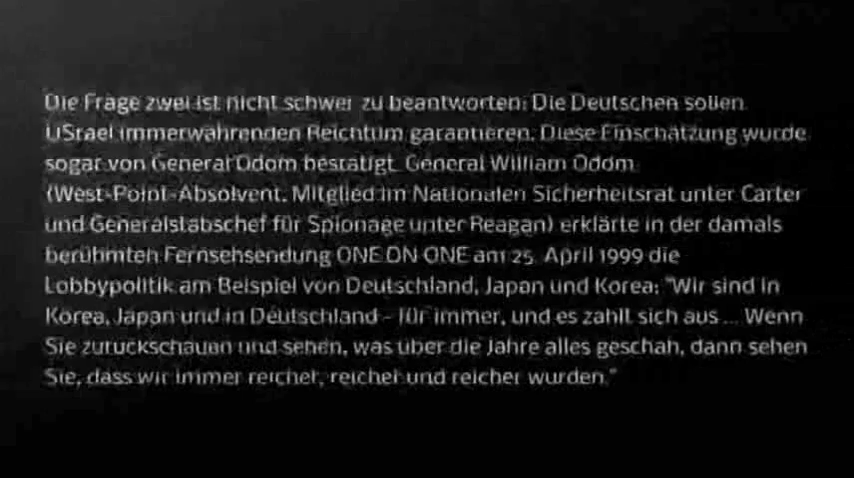 Die Frage zwei ist nicht schwer zu beantworten: Die Deutschen sollen
UStael immerwährenden Reichtum garantieren. Diese Einschätzung wurde
sogar von General Odom bestätigt. General William Odom
(West-Point-Absolvent, Mitglied im Nationalen Sicherheitsrat unter Carter
und Generalstabschef für Spionage unter Reagan) erklärte in der damals
berühmten Fernsehsendung ONE ON ONE am 25. April 1999 die
Lobbypolitik am Beispiel von Deutschland, Japan und Korea: "Wir sind in
Korea, Japan und in Deutschland - für immer, und es zahlt sich aus ... Wenn
Sie zurückschauen und sehen, was über die Jahre alles geschah, dann sehen
Sie, dass wir immer reicher, reicher und reicher wurden."